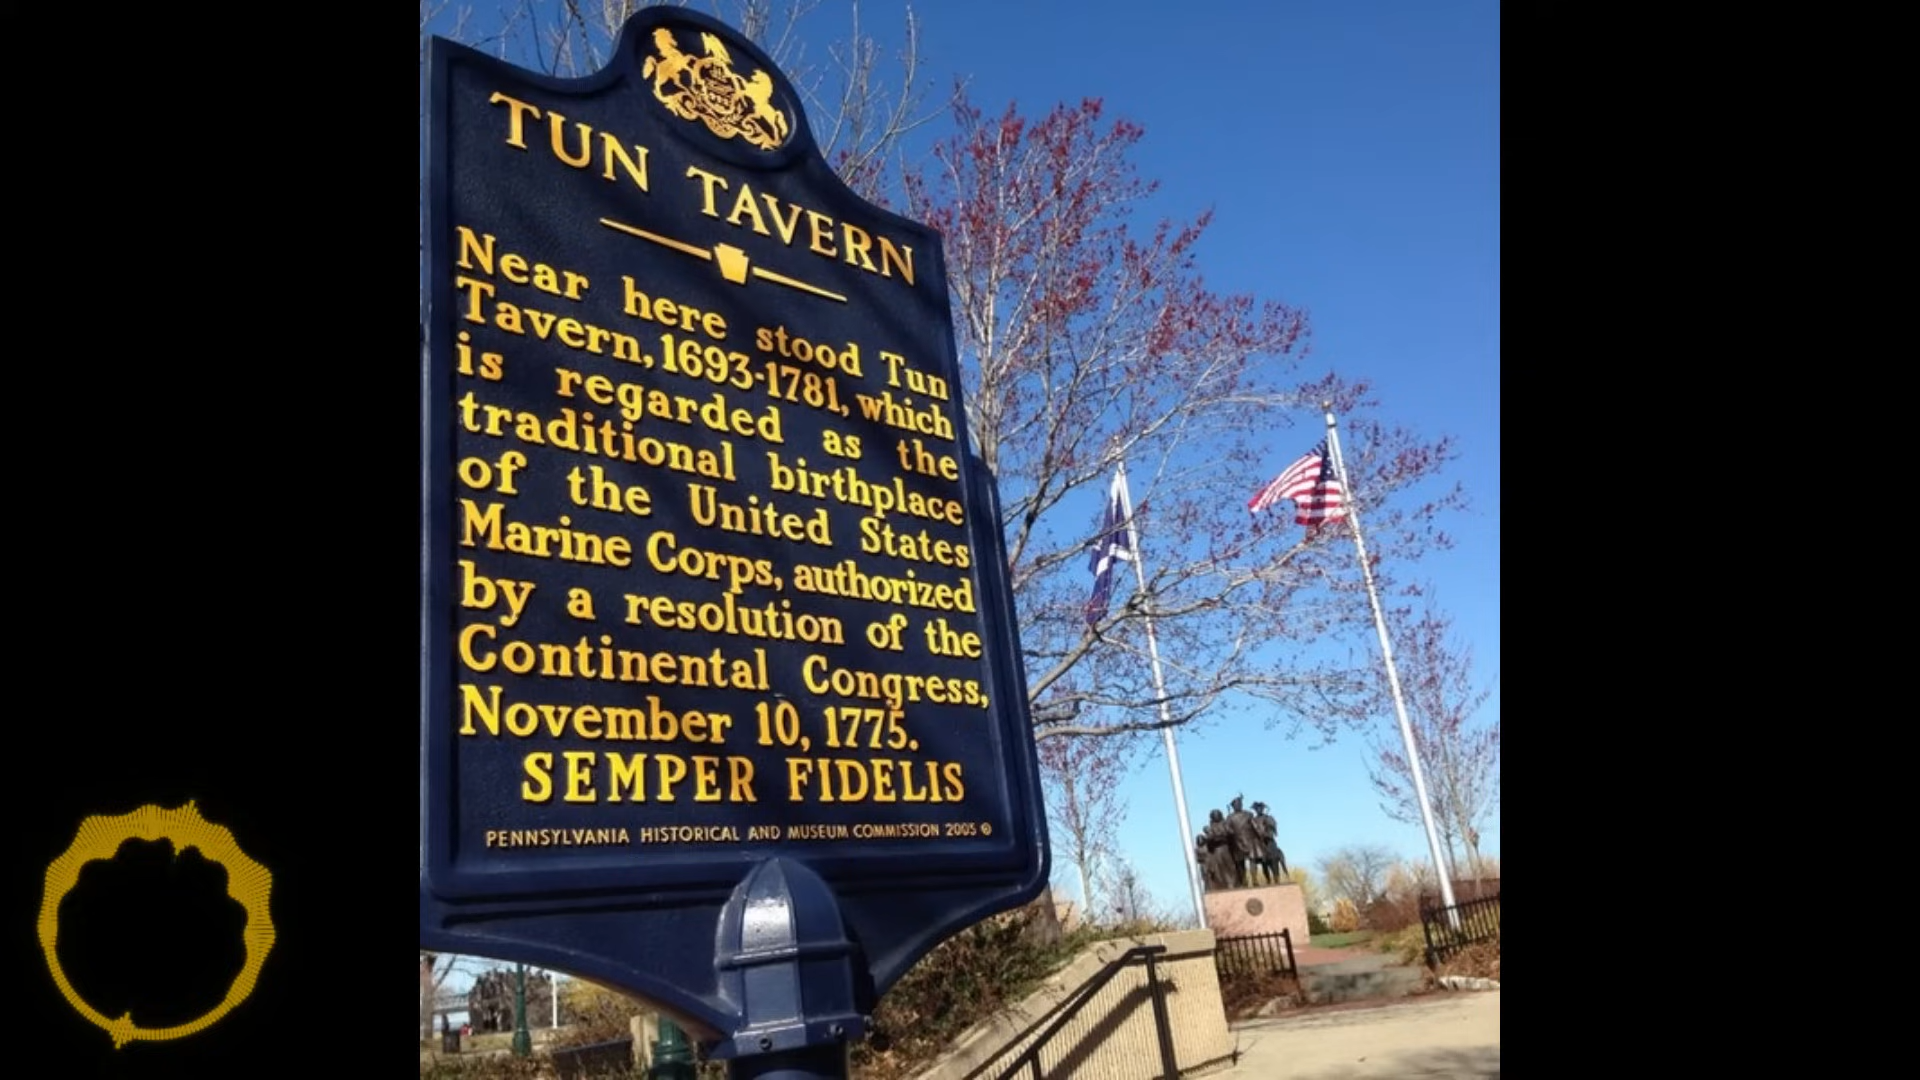 TUN TAVERN
Near here stood Tun
Tavern, 1693-1781, which
is regarded as the
traditional birthplace
of the United States
Marine Corps, authorized
by a resolution of the
Continental Congress,
November 10, 1775.
SEMPER FIDELIS
PENNSYLVANIA HISTORICAL AND MUSEUM COMMISSION 2005 ©